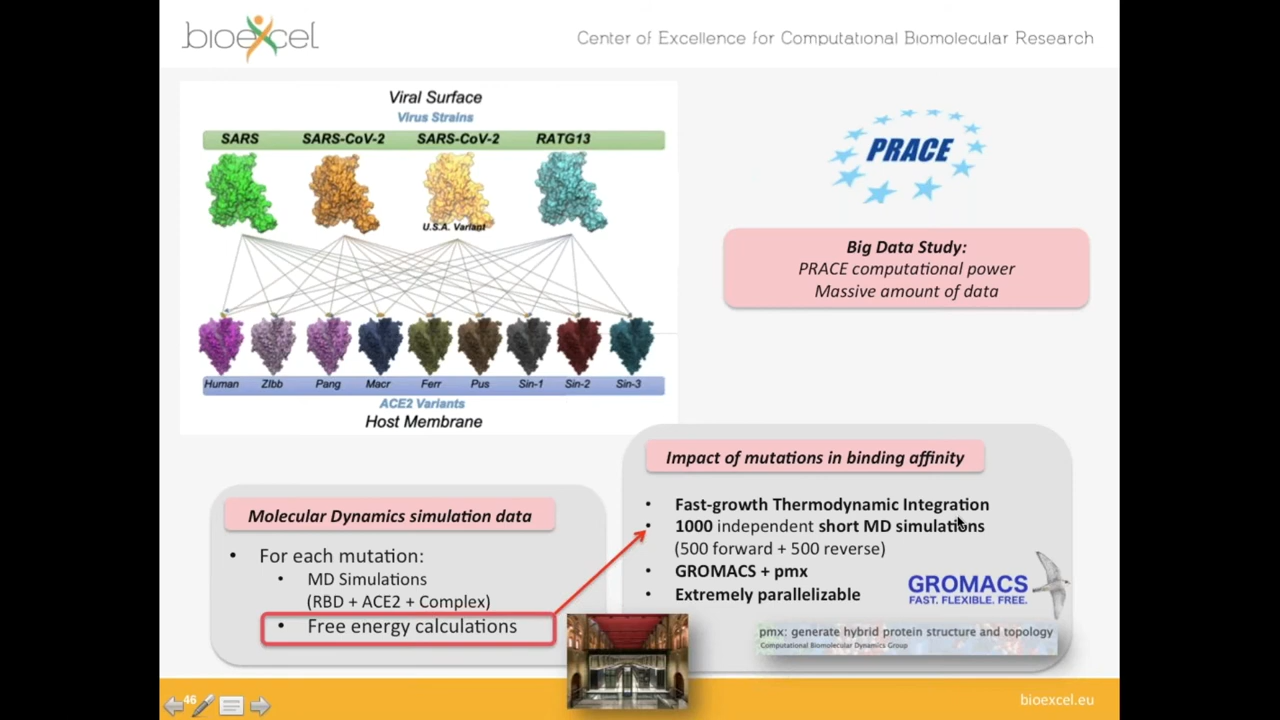 bioexcel
Center of Excellence for Computational Biomolecular Research
Viral Surface
Virus Strains
SARS
SARS-CoV-2
SARS-CoV-2
RATG13
U.S.A. Variant
Human
ZIbb
Pang
Macr
Ferr
Pus
Sin-1
Sin-2
Sin-3
ACE2 Variants
Host Membrane
PRACE
Big Data Study:
PRACE computational power
Massive amount of data
Molecular Dynamics simulation data
• For each mutation:
• MD Simulations
(RBD + ACE2 + Complex)
• Free energy calculations
Impact of mutations in binding affinity
• Fast-growth Thermodynamic Integration
• 1000 independent short MD simulations
(500 forward + 500 reverse)
• GROMACS + pmx
• Extremely parallelizable
GROMACS
FAST. FLEXIBLE. FREE.
pmx: generate hybrid protein structure and topology
Computational Biomolecular Dynamics Group
46
bioexcel.eu